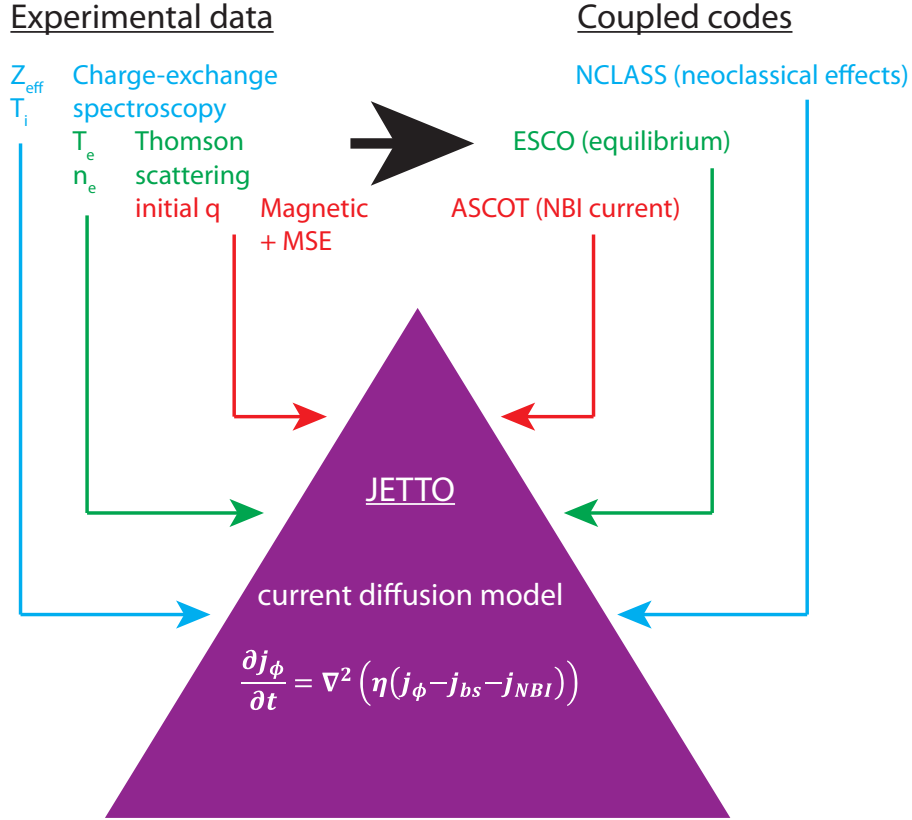 Experimental data
Coupled codes
Z_eff Charge-exchange
T_i spectroscopy
NCLASS (neoclassical effects)
T_e Thomson
n_e scattering
ESCO (equilibrium)
initial q Magnetic
+ MSE
ASCOT (NBI current)
JETTO
current diffusion model
∂j_ϕ/∂t = ∇² (η(j_ϕ−j_bs−j_NBI))